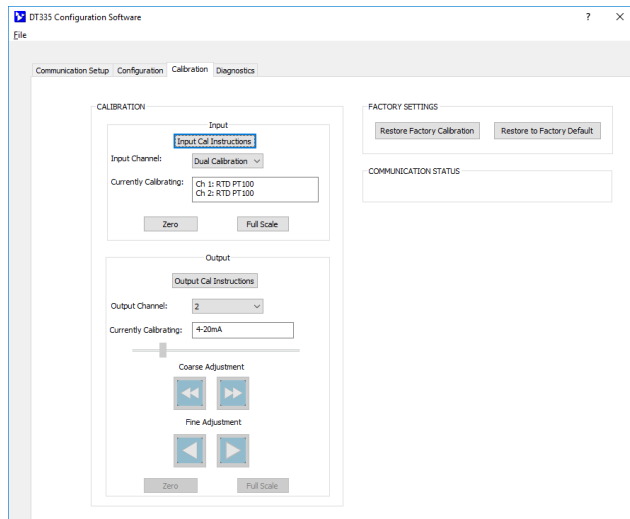 DT335 Configuration Software
File
Communication Setup Configuration Calibration Diagnostics
CALIBRATION
Input
Input Cal Instructions
Input Channel: Dual Calibration
Currently Calibrating: Ch 1: RTD PT100
Ch 2: RTD PT100
Zero Full Scale
Output
Output Cal Instructions
Output Channel: 2
Currently Calibrating: 4-20mA
Coarse Adjustment
Fine Adjustment
Zero Full Scale
FACTORY SETTINGS
Restore Factory Calibration Restore to Factory Default
COMMUNICATION STATUS